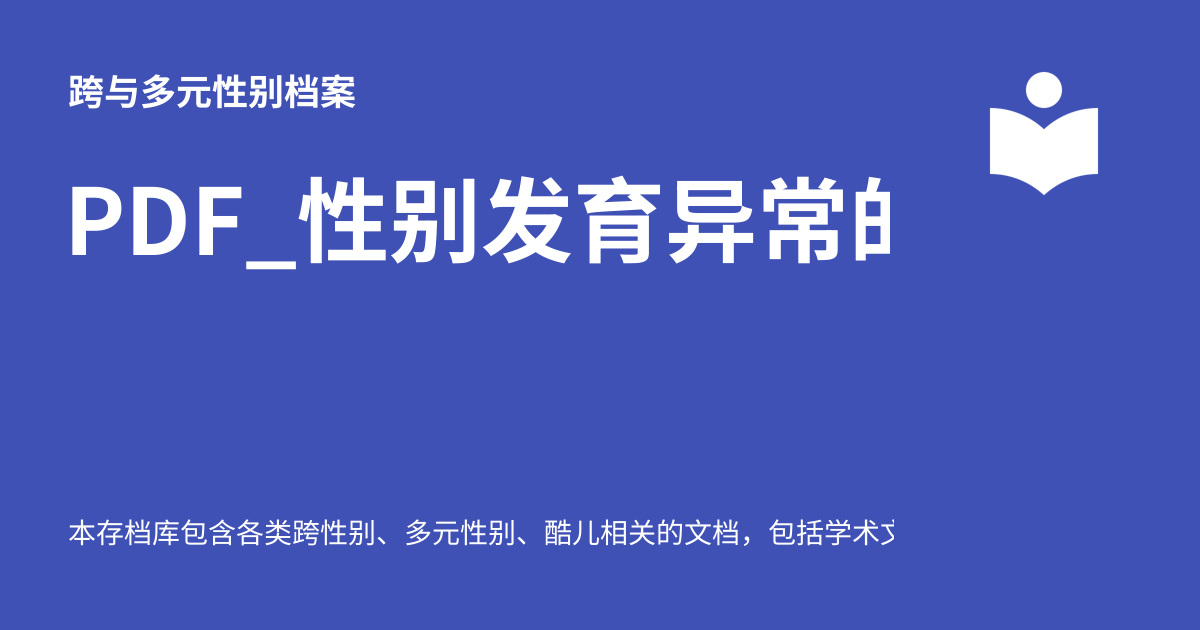 跨与多元性别档案
PDF_性别发育异常的
本存档库包含各类跨性别、多元性别、酷儿相关的文档，包括学术文